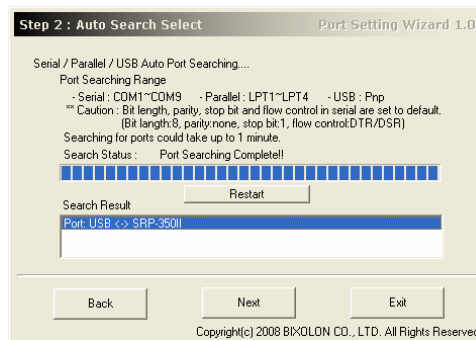 Step 2 : Auto Search Select
Port Setting Wizard 1.0
Serial / Parallel / USB Auto Port Searching....
Port Searching Range
- Serial : COM1~COM9 - Parallel : LPT1~LPT4 - USB : Pnp
** Caution : Bit length, parity, stop bit and flow control in serial are set to default.
(Bit length:8, parity:none, stop bit:1, flow control:DTR/DSR)
Searching for ports could take up to 1 minute.
Search Status : Port Searching Complete!!
Restart
Search Result
Port: USB <-> SRP-350II
Back Next Exit
Copyright(c) 2008 BIXOLON CO., LTD. All Rights Reserved